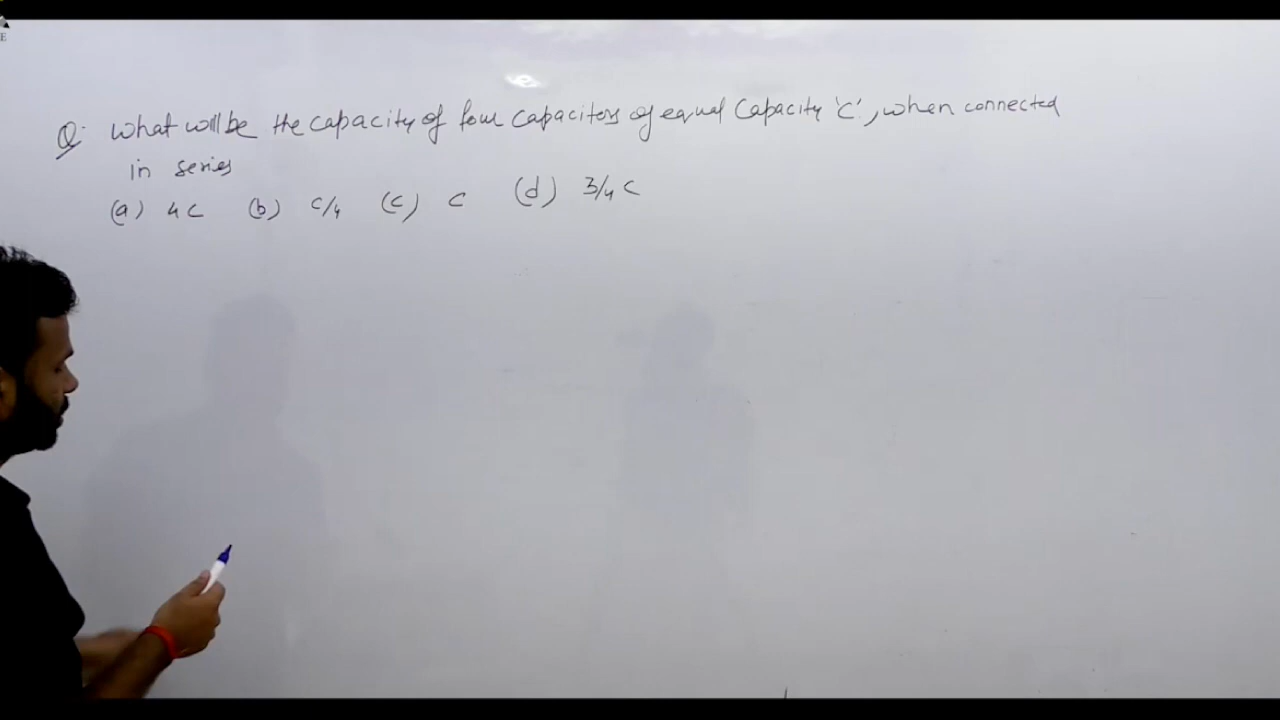 Q. What will be the capacity of four capacitors of equal capacity 'C', when connected
in series
(a) 4C (b) C/4 (c) C (d) 3/4 C
E